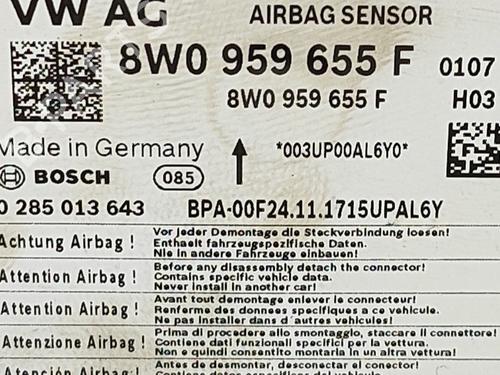 VW AG
AIRBAG SENSOR
8W0 959 655 F 0107
8W0 959 655 F H03
Made in Germany
*003UP00AL6Y0*
BOSCH 085
0 285 013 643 BPA-00F24.11.1715UPAL6Y
Achtung Airbag !
Vor jeder Demontage die Steckverbindung loesen!
Enthaelt fahrzeugspezifische Daten.
Nie in andere Fahrzeuge einbauen!
Attention Airbag !
Before any disassembly detach the connector!
Contains specific vehicle data.
Never install in another car!
Attention Airbag !
Avant tout demontage enlever le connecteur!
Renferme des donnees specifiques a ce vehicule.
Ne pas installer dans d'autres vehicules!
Attenzione Airbag !
Prima di procedere allo smontaggio, staccare il connettore!
Contiene dati funzionali specifici per la vettura.
Non e quindi consentito montaria in un altra vettura!
Atención Airbag !
Antes de desmontar, desconectar el conector!